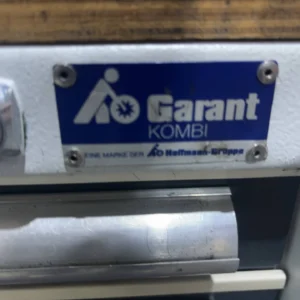 Garant
KOMBI
EINE MARKE DER Hoffmann Gruppe